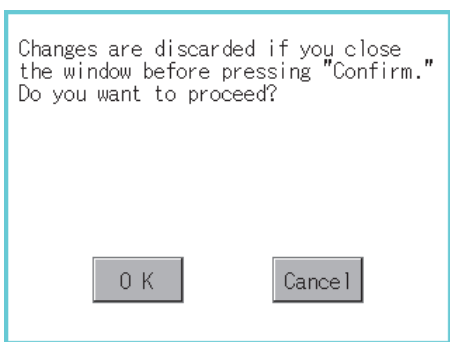 Changes are discarded if you close
the window before pressing "Confirm."
Do you want to proceed?
O K
Cancel